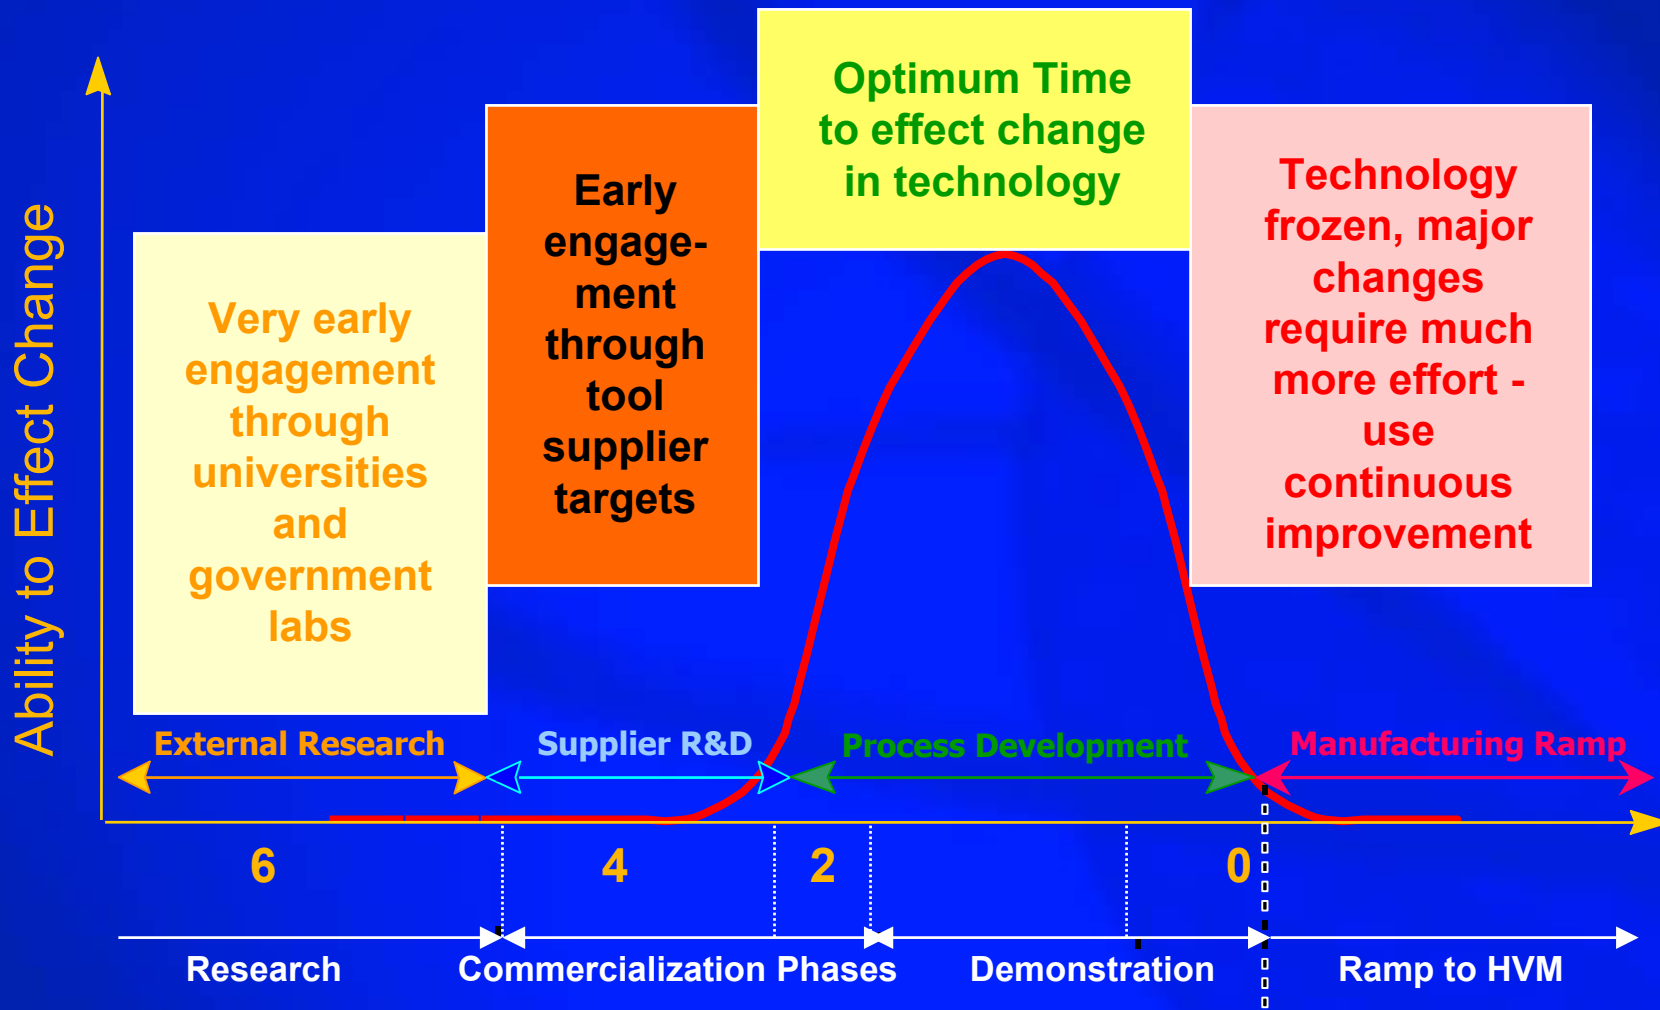 Ability to Effect Change
Very early
engagement
through
universities
and
government
labs
Early
engage-
ment
through
tool
supplier
targets
Optimum Time
to effect change
in technology
Technology
frozen, major
changes
require much
more effort -
use
continuous
improvement
External Research
Supplier R&D
Process Development
Manufacturing Ramp
6
4
2
0
Research
Commercialization Phases
Demonstration
Ramp to HVM